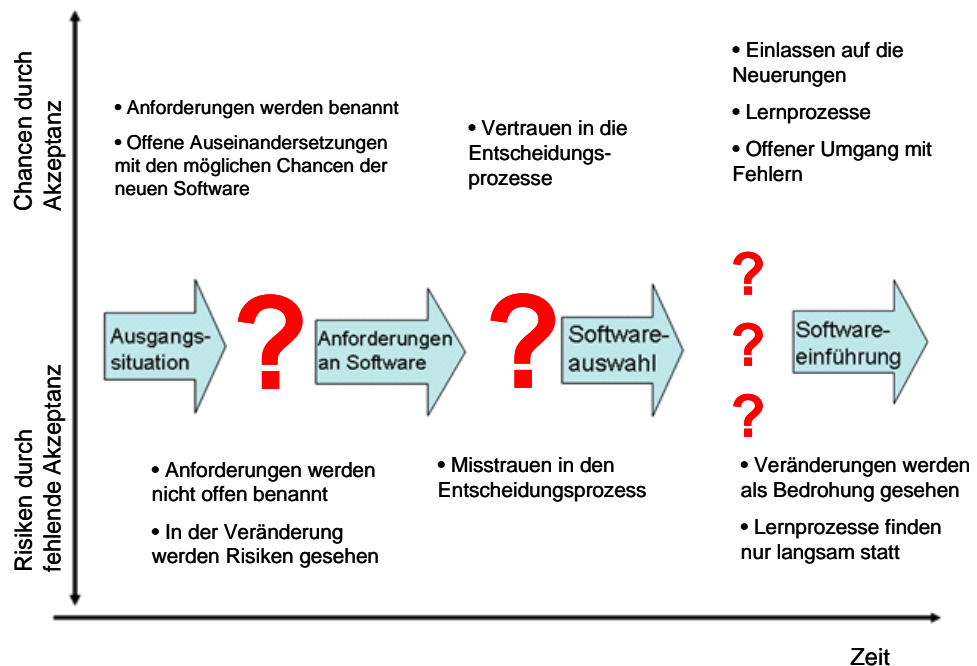 Chancen durch
Akzeptanz
• Anforderungen werden benannt
• Offene Auseinandersetzungen
mit den möglichen Chancen der
neuen Software
• Vertrauen in die
Entscheidungs-
prozesse
• Einlassen auf die
Neuerungen
• Lernprozesse
• Offener Umgang mit
Fehlern
Ausgangs-
situation
?
Anforderungen
an Software
?
Software-
auswahl
?
?
?
Software-
einführung
Risiken durch
fehlende Akzeptanz
• Anforderungen werden
nicht offen benannt
• In der Veränderung
werden Risiken gesehen
• Misstrauen in den
Entscheidungsprozess
• Veränderungen werden
als Bedrohung gesehen
• Lernprozesse finden
nur langsam statt
Zeit